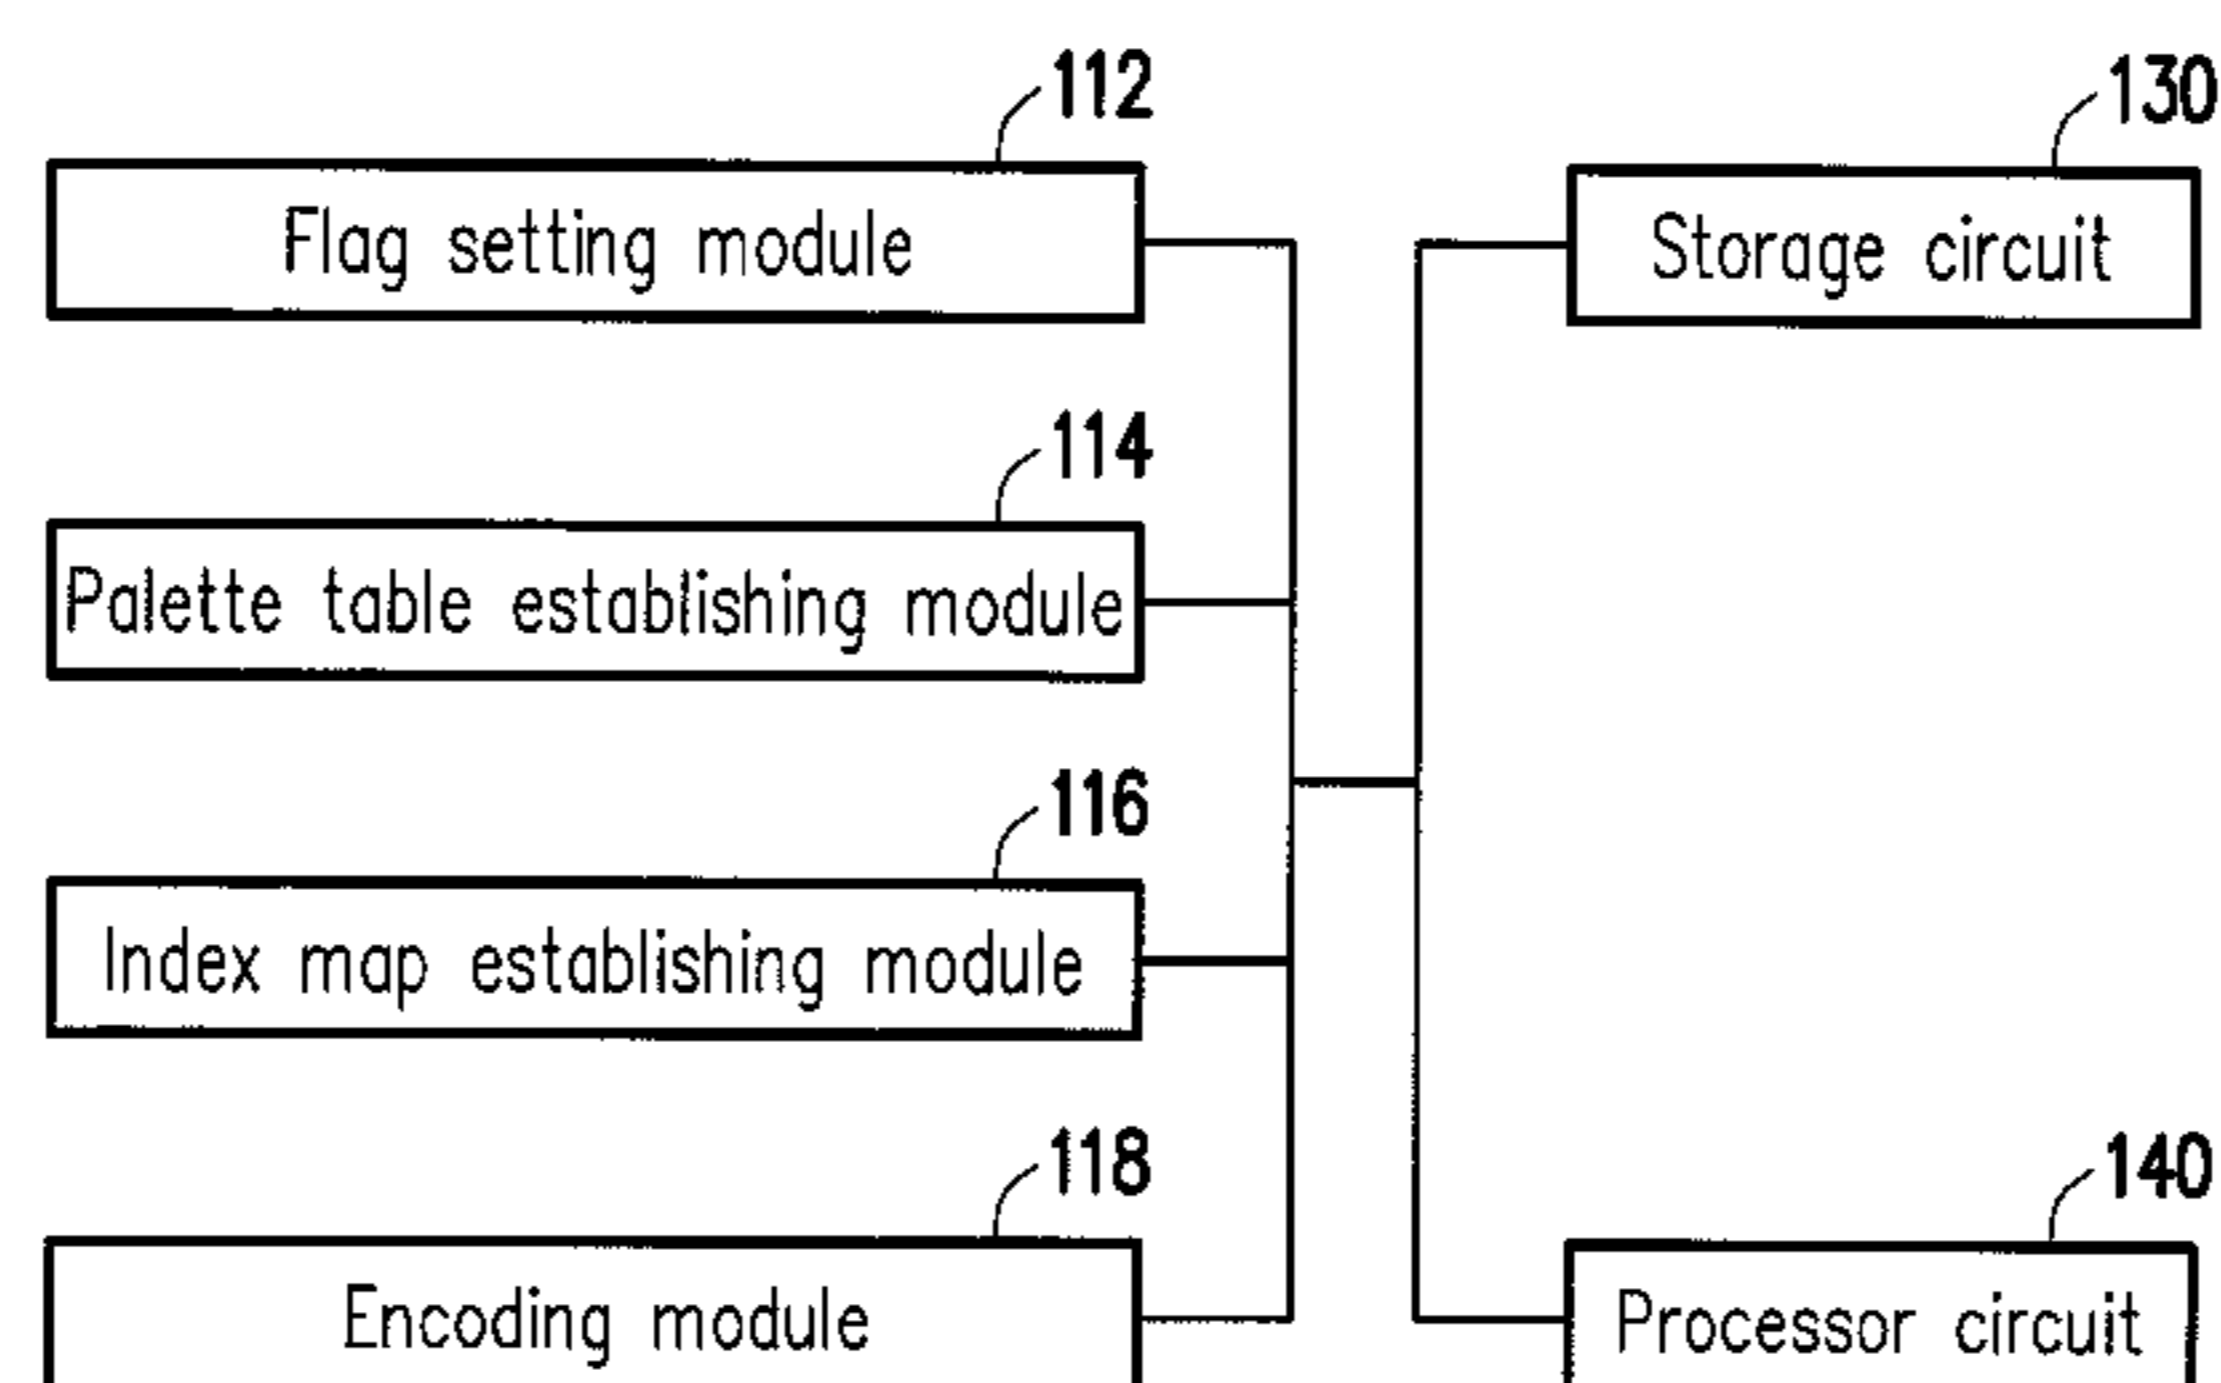 112
130
Flag setting module
Storage circuit
114
Palette table establishing module
116
Index map establishing module
118
140
Encoding module
Processor circuit